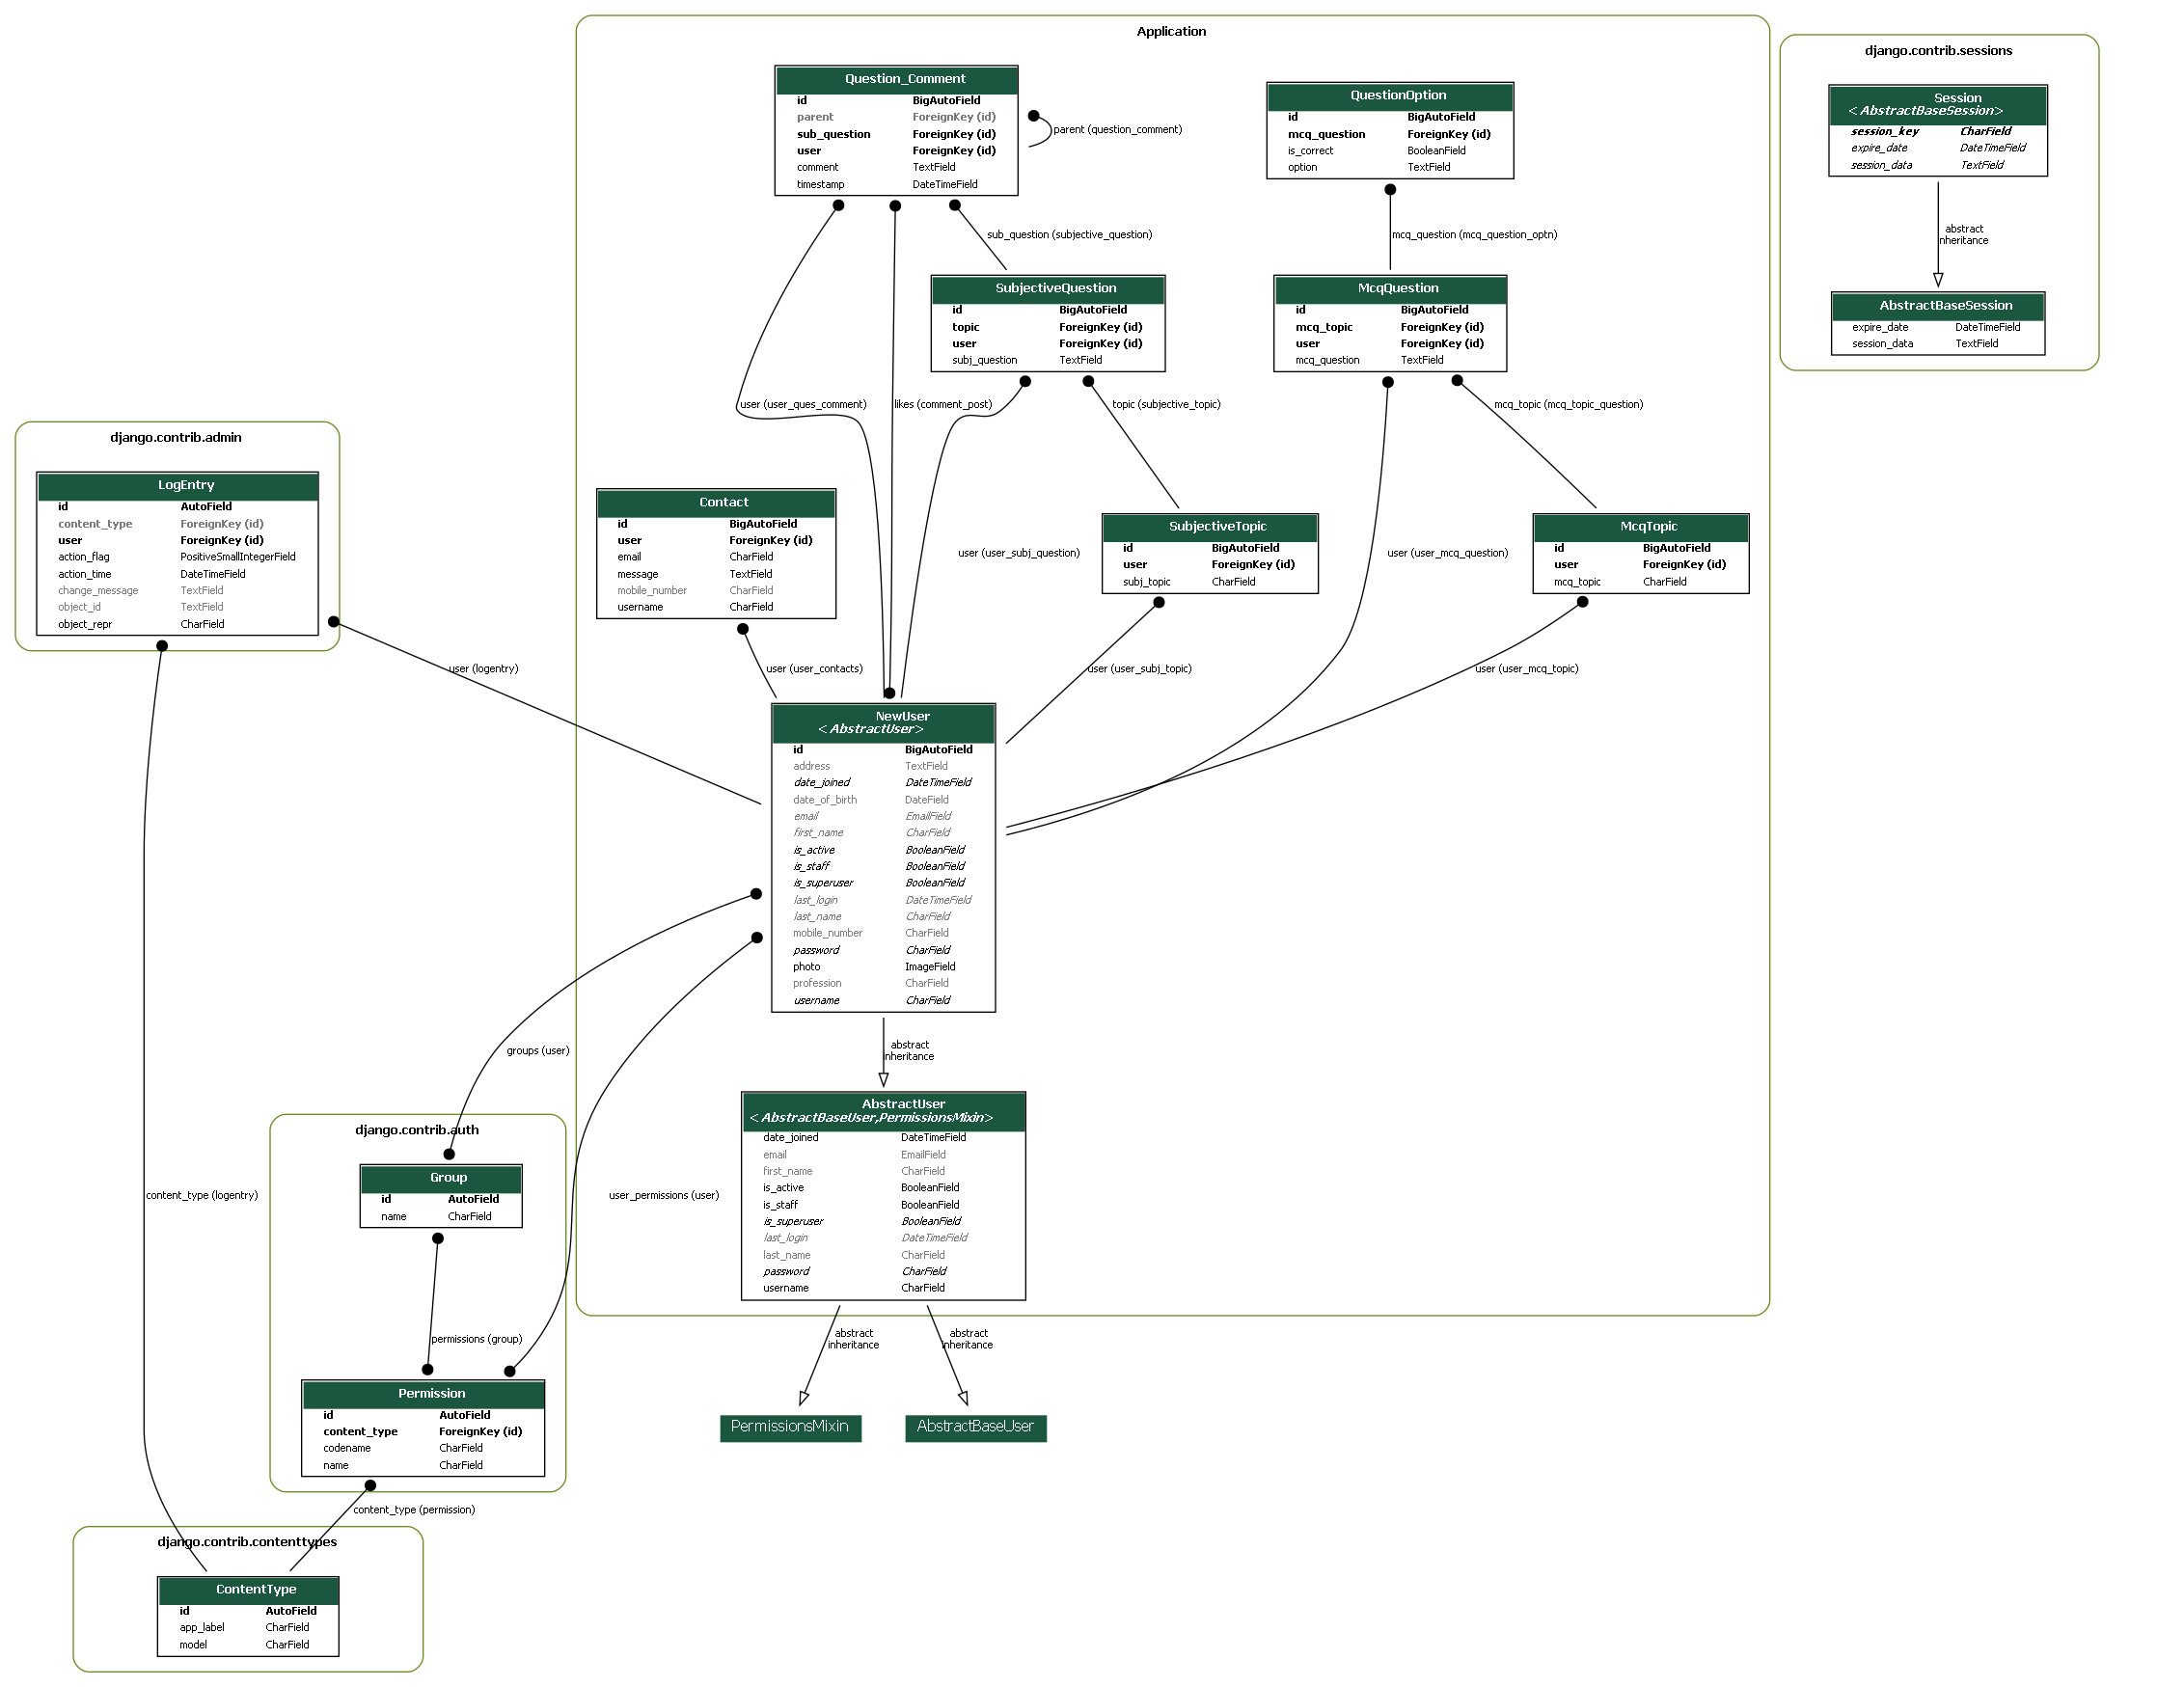 Application
Question_Comment
id BigAutoField
parent ForeignKey (id)
sub_question ForeignKey (id)
user ForeignKey (id)
comment TextField
timestamp DateTimeField
parent (question_comment)
QuestionOption
id BigAutoField
mcq_question ForeignKey (id)
is_correct BooleanField
option TextField
sub_question (subjective_question)
mcq_question (mcq_question_optn)
SubjectiveQuestion
id BigAutoField
topic ForeignKey (id)
user ForeignKey (id)
subj_question TextField
McqQuestion
id BigAutoField
mcq_topic ForeignKey (id)
user ForeignKey (id)
mcq_question TextField
user (user_ques_comment)
likes (comment_post)
topic (subjective_topic)
mcq_topic (mcq_topic_question)
Contact
id BigAutoField
user ForeignKey (id)
email CharField
message TextField
mobile_number CharField
username CharField
user (user_subj_question)
SubjectiveTopic
id BigAutoField
user ForeignKey (id)
subj_topic CharField
user (user_mcq_question)
McqTopic
id BigAutoField
user ForeignKey (id)
mcq_topic CharField
user (user_contacts)
user (user_subj_topic)
user (user_mcq_topic)
NewUser
<AbstractUser>
id BigAutoField
address TextField
date_joined DateTimeField
date_of_birth DateField
email EmailField
first_name CharField
is_active BooleanField
is_staff BooleanField
is_superuser BooleanField
last_login DateTimeField
last_name CharField
mobile_number CharField
password CharField
photo ImageField
profession CharField
username CharField
abstract
inheritance
AbstractUser
<AbstractBaseUser,PermissionsMixin>
date_joined DateTimeField
email EmailField
first_name CharField
is_active BooleanField
is_staff BooleanField
is_superuser BooleanField
last_login DateTimeField
last_name CharField
password CharField
username CharField
abstract
inheritance
abstract
inheritance
PermissionsMixin
AbstractBaseUser
django.contrib.sessions
Session
<AbstractBaseSession>
session_key CharField
expire_date DateTimeField
session_data TextField
abstract
inheritance
AbstractBaseSession
expire_date DateTimeField
session_data TextField
django.contrib.admin
LogEntry
id AutoField
content_type ForeignKey (id)
user ForeignKey (id)
action_flag PositiveSmallIntegerField
action_time DateTimeField
change_message TextField
object_id TextField
object_repr CharField
user (logentry)
groups (user)
content_type (logentry)
user_permissions (user)
django.contrib.auth
Group
id AutoField
name CharField
permissions (group)
Permission
id AutoField
content_type ForeignKey (id)
codename CharField
name CharField
content_type (permission)
django.contrib.contenttypes
ContentType
id AutoField
app_label CharField
model CharField